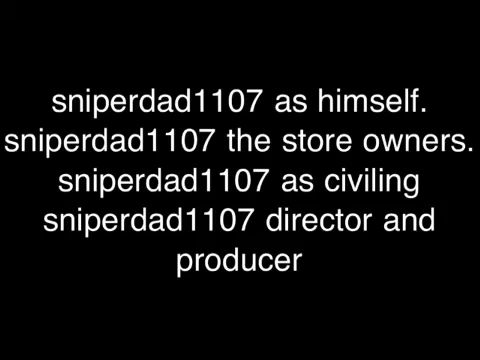 sniperdad1107 as himself.
sniperdad1107 the store owners.
sniperdad1107 as civiling
sniperdad1107 director and
producer